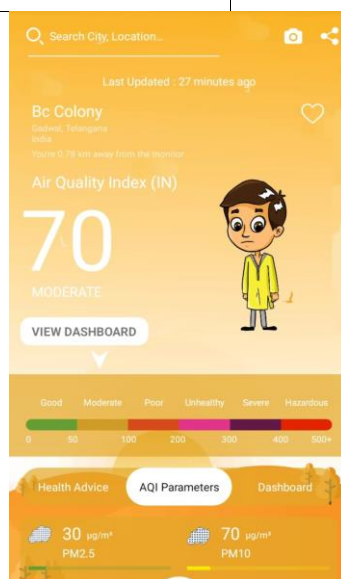 Search City, Location...
Last Updated : 27 minutes ago
Bc Colony
Gadwal, Telangana
India
You're 0.78 km away from the monitor
Air Quality Index (IN)
70
MODERATE
VIEW DASHBOARD
Good Moderate Poor Unhealthy Severe Hazardous
0 50 100 200 300 400 500+
Health Advice AQI Parameters Dashboard
30 µg/m³ 70 µg/m³
PM2.5 PM10